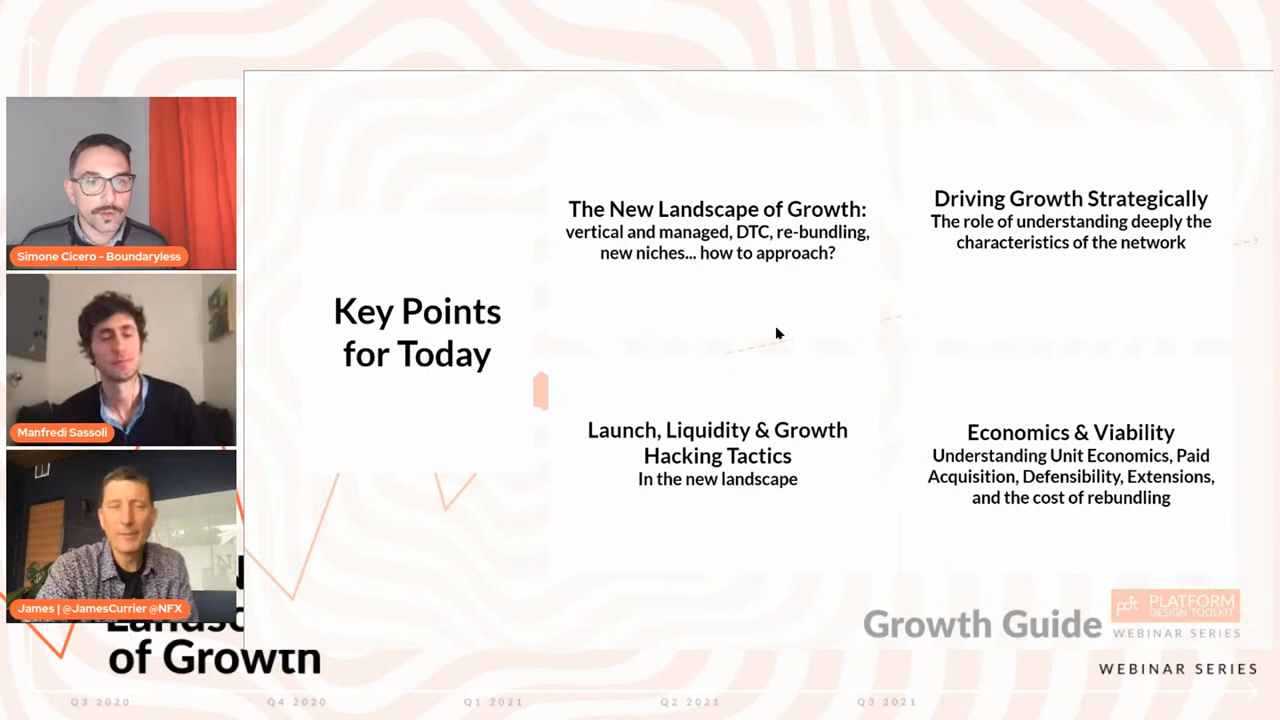 Simone Cicero - Boundaryless
Manfredi Sassoli
James | @JamesCurrier @NFX
Key Points
for Today
The New Landscape of Growth:
vertical and managed, DTC, re-bundling,
new niches... how to approach?
Driving Growth Strategically
The role of understanding deeply the
characteristics of the network
Launch, Liquidity & Growth
Hacking Tactics
In the new landscape
Economics & Viability
Understanding Unit Economics, Paid
Acquisition, Defensibility, Extensions,
and the cost of rebundling
Growth Guide
pdt PLATFORM
DESIGN TOOLKIT
WEBINAR SERIES
of Growth
WEBINAR SERIES
Q3 2020
Q4 2020
Q1 2021
Q2 2021
Q3 2021